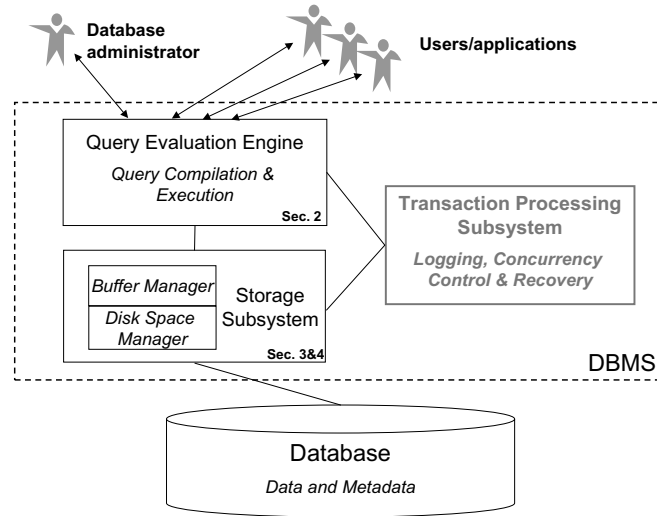 Database
administrator
Users/applications
Query Evaluation Engine
Query Compilation &
Execution
Sec. 2
Transaction Processing
Subsystem
Logging, Concurrency
Control & Recovery
Buffer Manager
Disk Space
Manager
Storage
Subsystem
Sec. 3&4
DBMS
Database
Data and Metadata